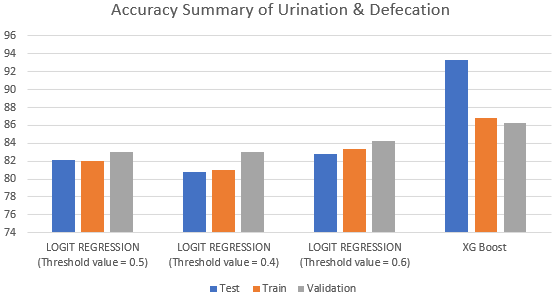 Accuracy Summary of Urination & Defecation
96
94
92
90
88
86
84
82
80
78
76
74
LOGIT REGRESSION
(Threshold value = 0.5)
LOGIT REGRESSION
(Threshold value = 0.4)
LOGIT REGRESSION
(Threshold value = 0.6)
XG Boost
Test Train Validation